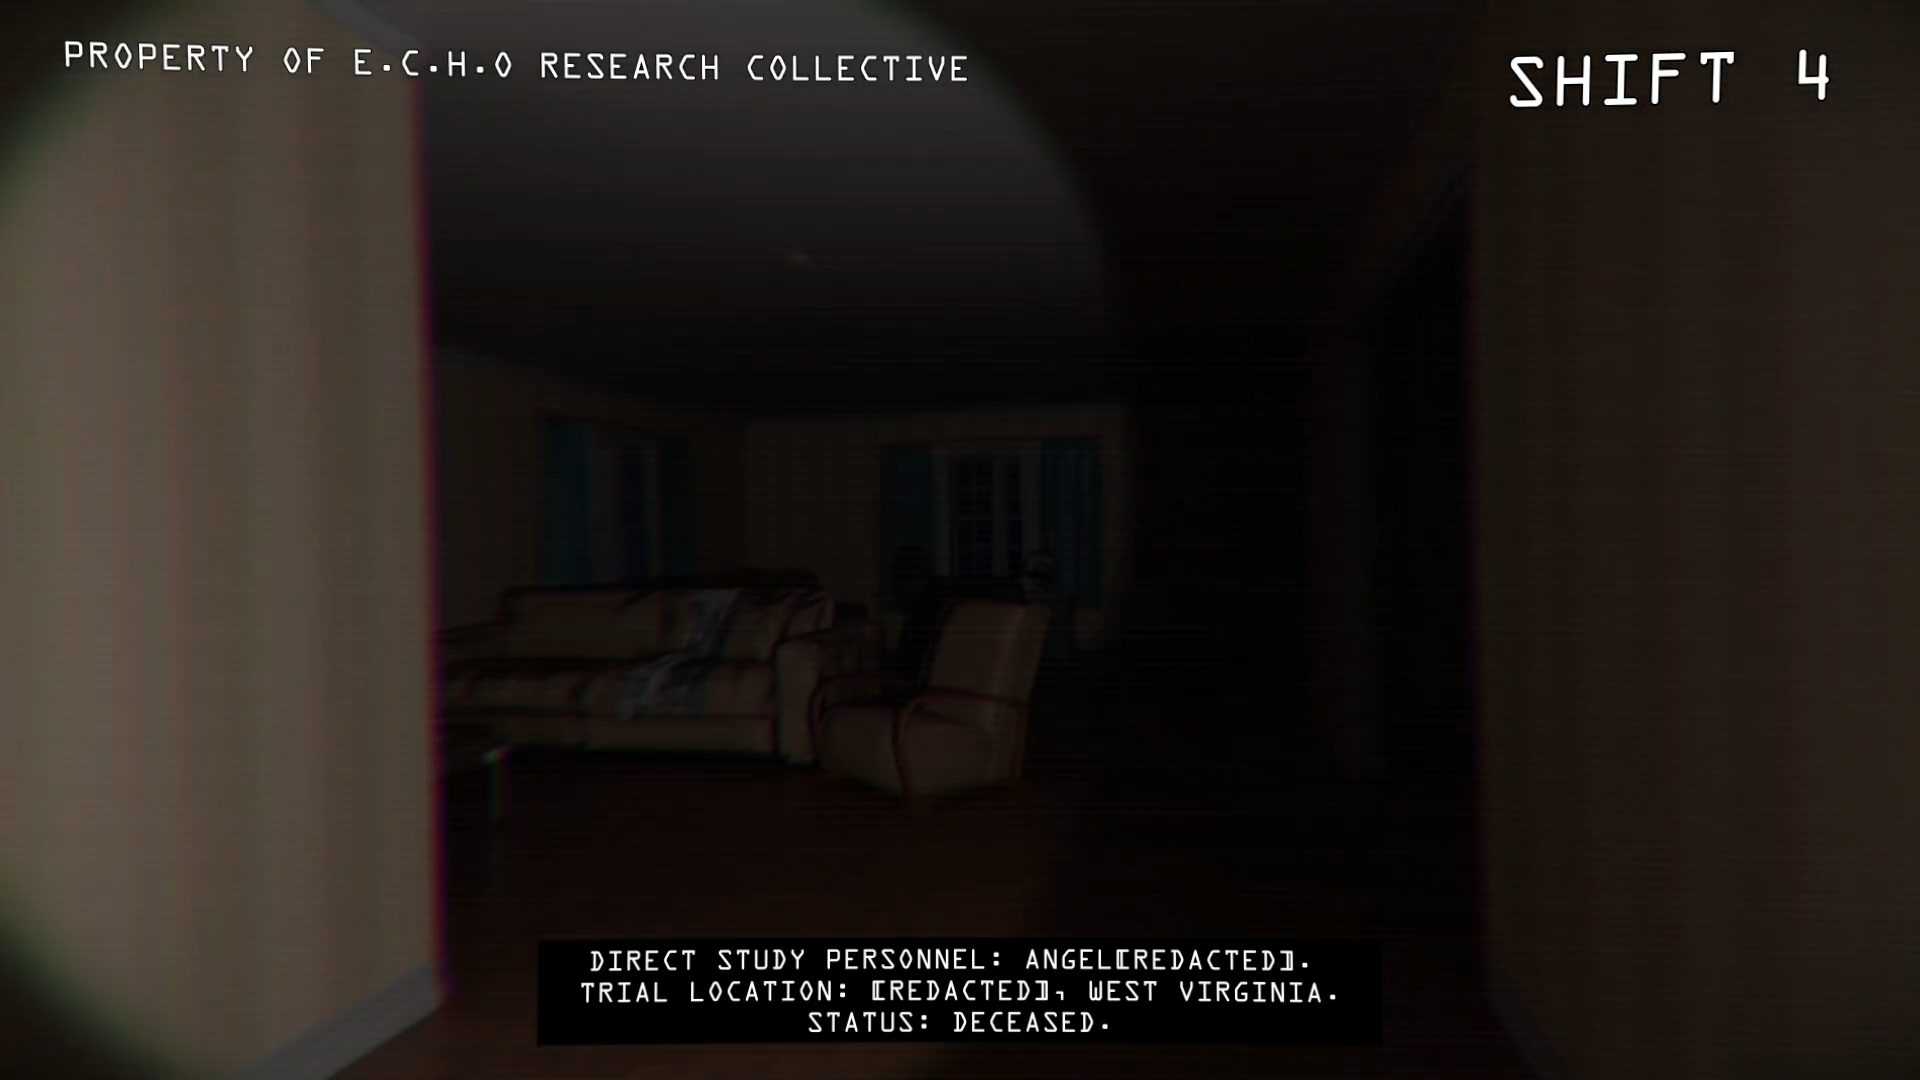 PROPERTY OF E.C.H.O RESEARCH COLLECTIVE
SHIFT 4
DIRECT STUDY PERSONNEL: ANGEL[REDACTED].
TRIAL LOCATION: [REDACTED], WEST VIRGINIA.
STATUS: DECEASED.